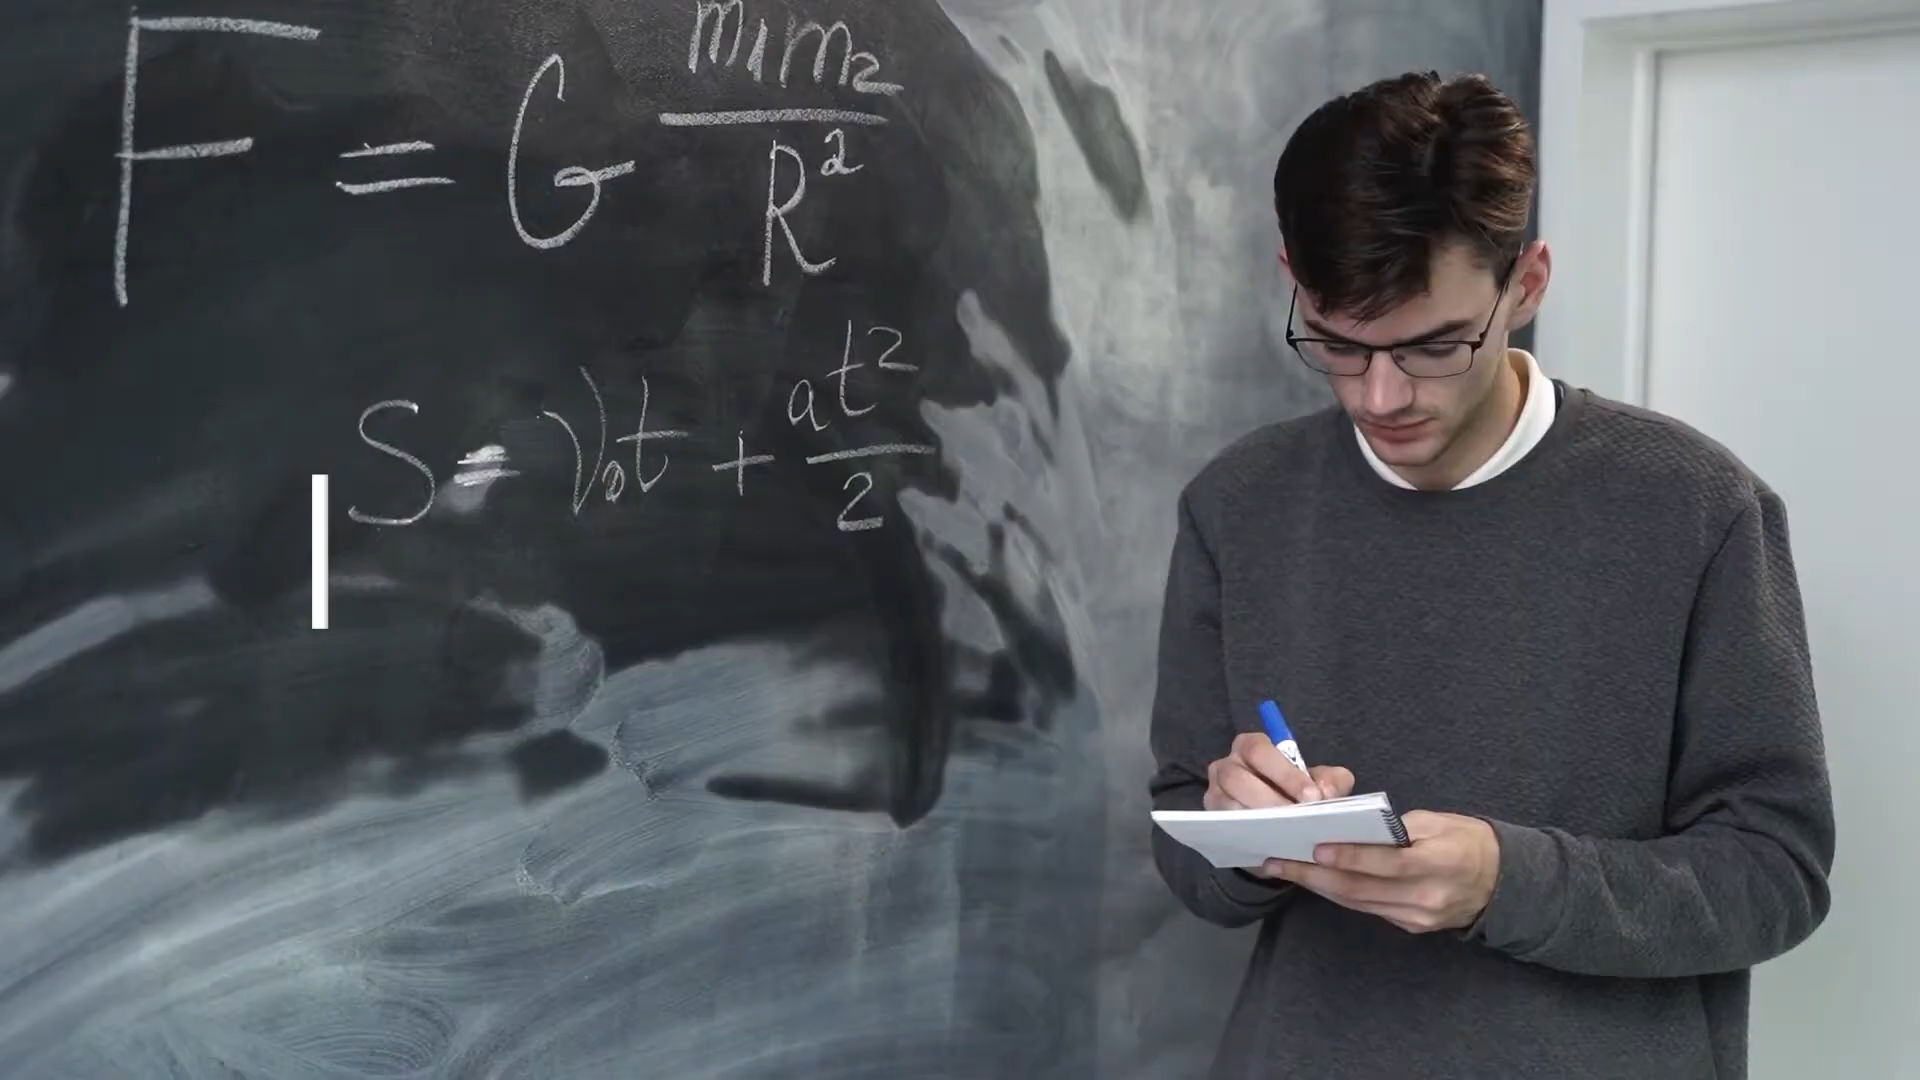 F = G m₁m₂/R²
S = V₀t + at²/2